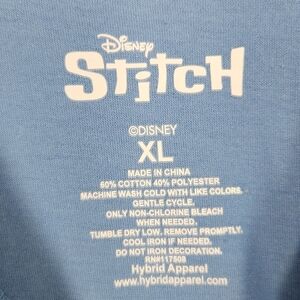 Disney
Stitch
©DISNEY
XL
MADE IN CHINA
60% COTTON 40% POLYESTER
MACHINE WASH COLD WITH LIKE COLORS.
GENTLE CYCLE.
ONLY NON-CHLORINE BLEACH
WHEN NEEDED.
TUMBLE DRY LOW. REMOVE PROMPTLY.
COOL IRON IF NEEDED.
DO NOT IRON DECORATION.
RN#117508
Hybrid Apparel
www.hybridapparel.com